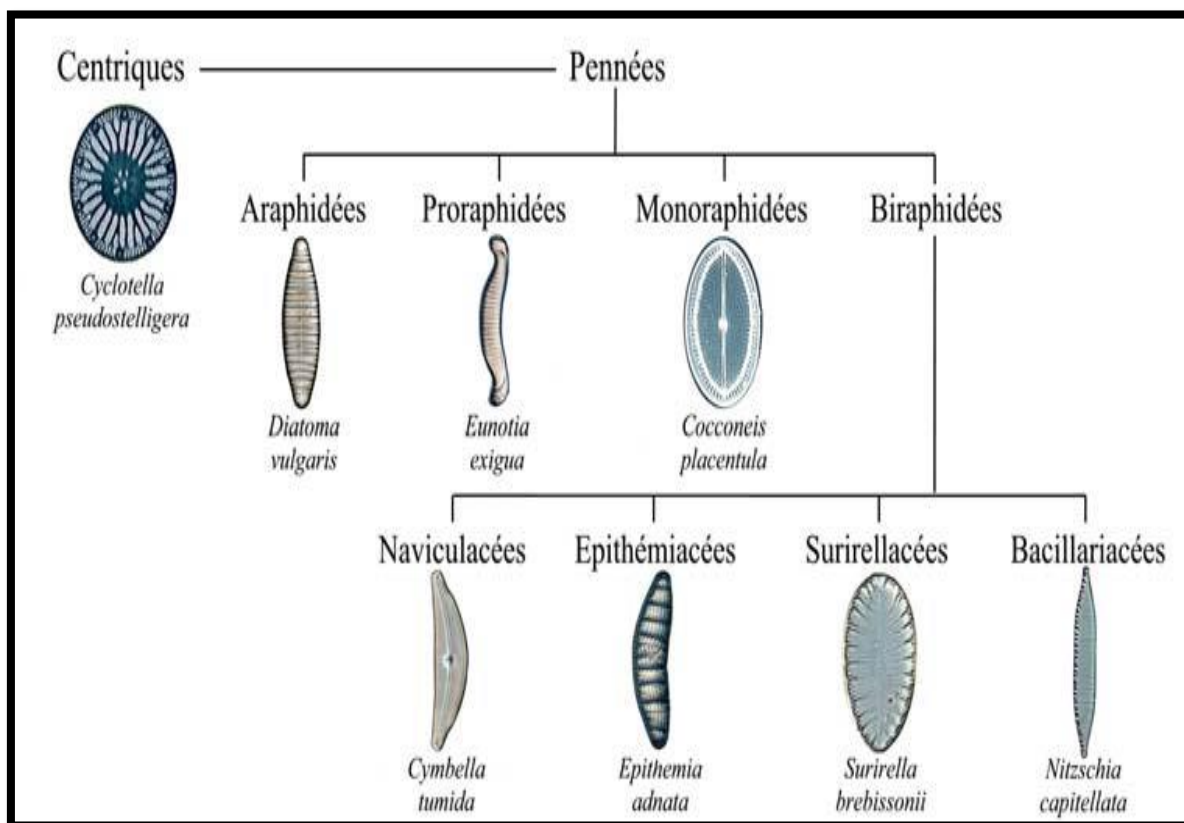 Centriques
Pennées
Cyclotella
pseudostelligera
Araphidées
Proraphidées
Monoraphidées
Biraphidées
Diatoma
vulgaris
Eunotia
exigua
Cocconeis
placentula
Naviculacées
Epithémiacées
Surirellacées
Bacillariacées
Cymbella
tumida
Epithemia
adnata
Surirella
brebissonii
Nitzschia
capitellata